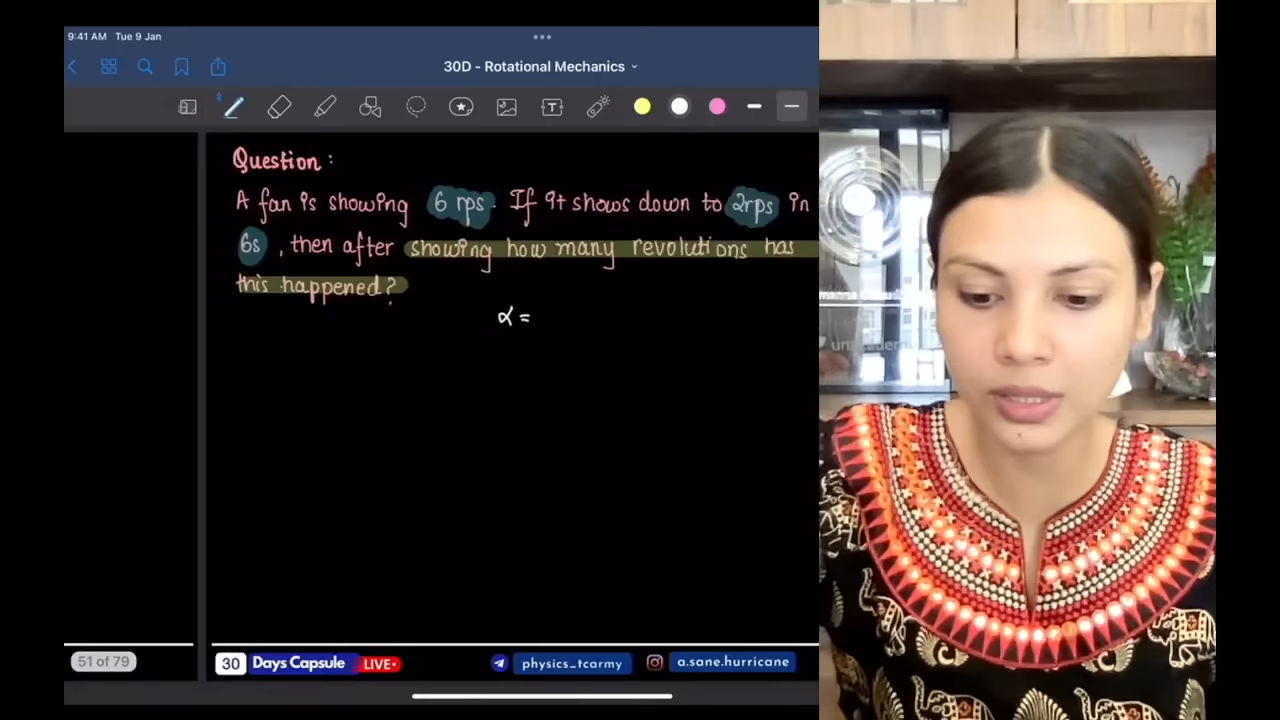 9:41 AM Tue 9 Jan
30D - Rotational Mechanics
Question :
A fan is showing 6 rps. If it shows down to 2rps in
6s , then after showing how many revolutions has
this happened?
α =
51 of 79
30 Days Capsule LIVE
physics_tcarmy
a.sane.hurricane